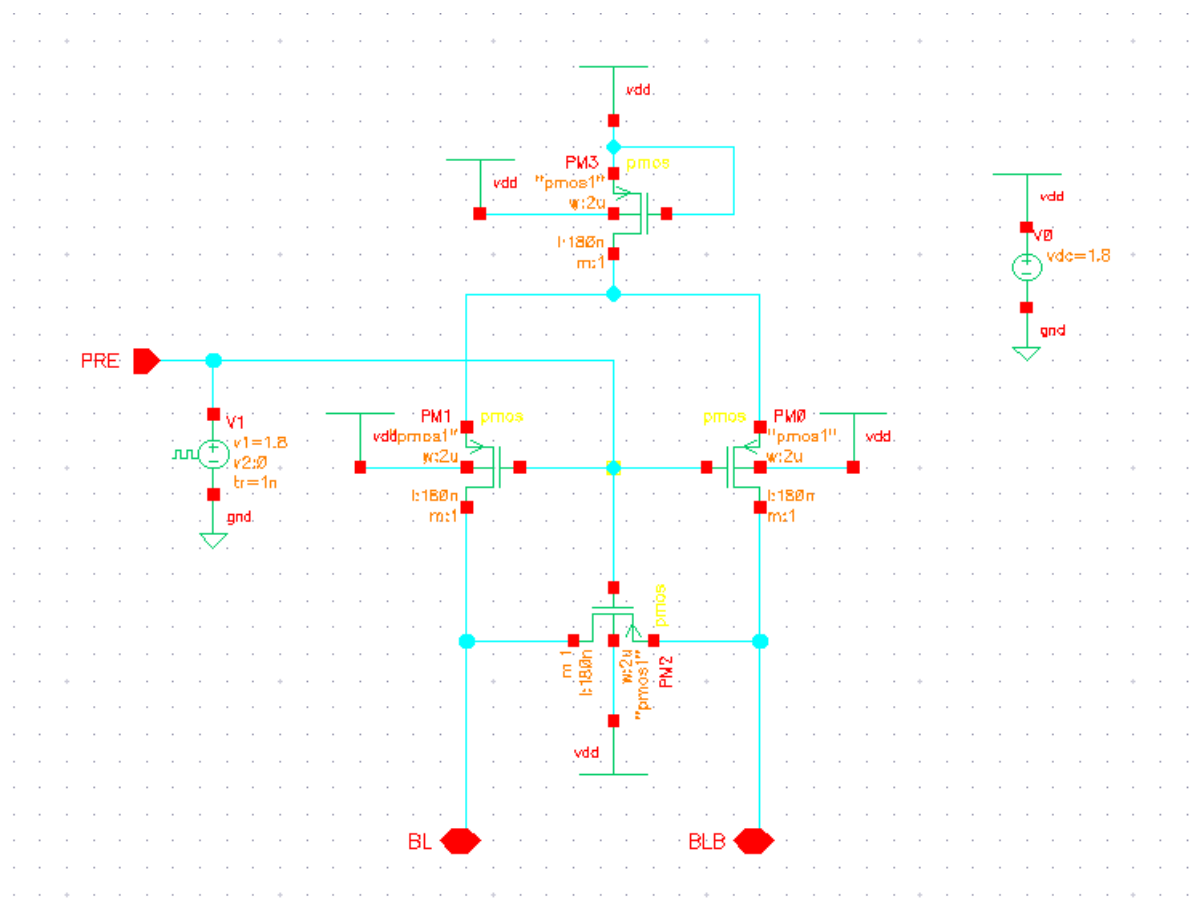 vdd
PM3 pmos
"pmos1"
vdd
w:2u
l:180n
m:1
vdd
V0
vdc=1.8
gnd
PRE
V1
v1=1.8
v2:0
tr=1n
gnd
PM1 pmos
vdd "pmos1"
w:2u
l:180n
m:1
pmos PM0
"pmos1" vdd
w:2u
l:180n
m:1
pmos
PM2
"pmos1"
w:2u
l:180n
m 1
vdd
BL
BLB